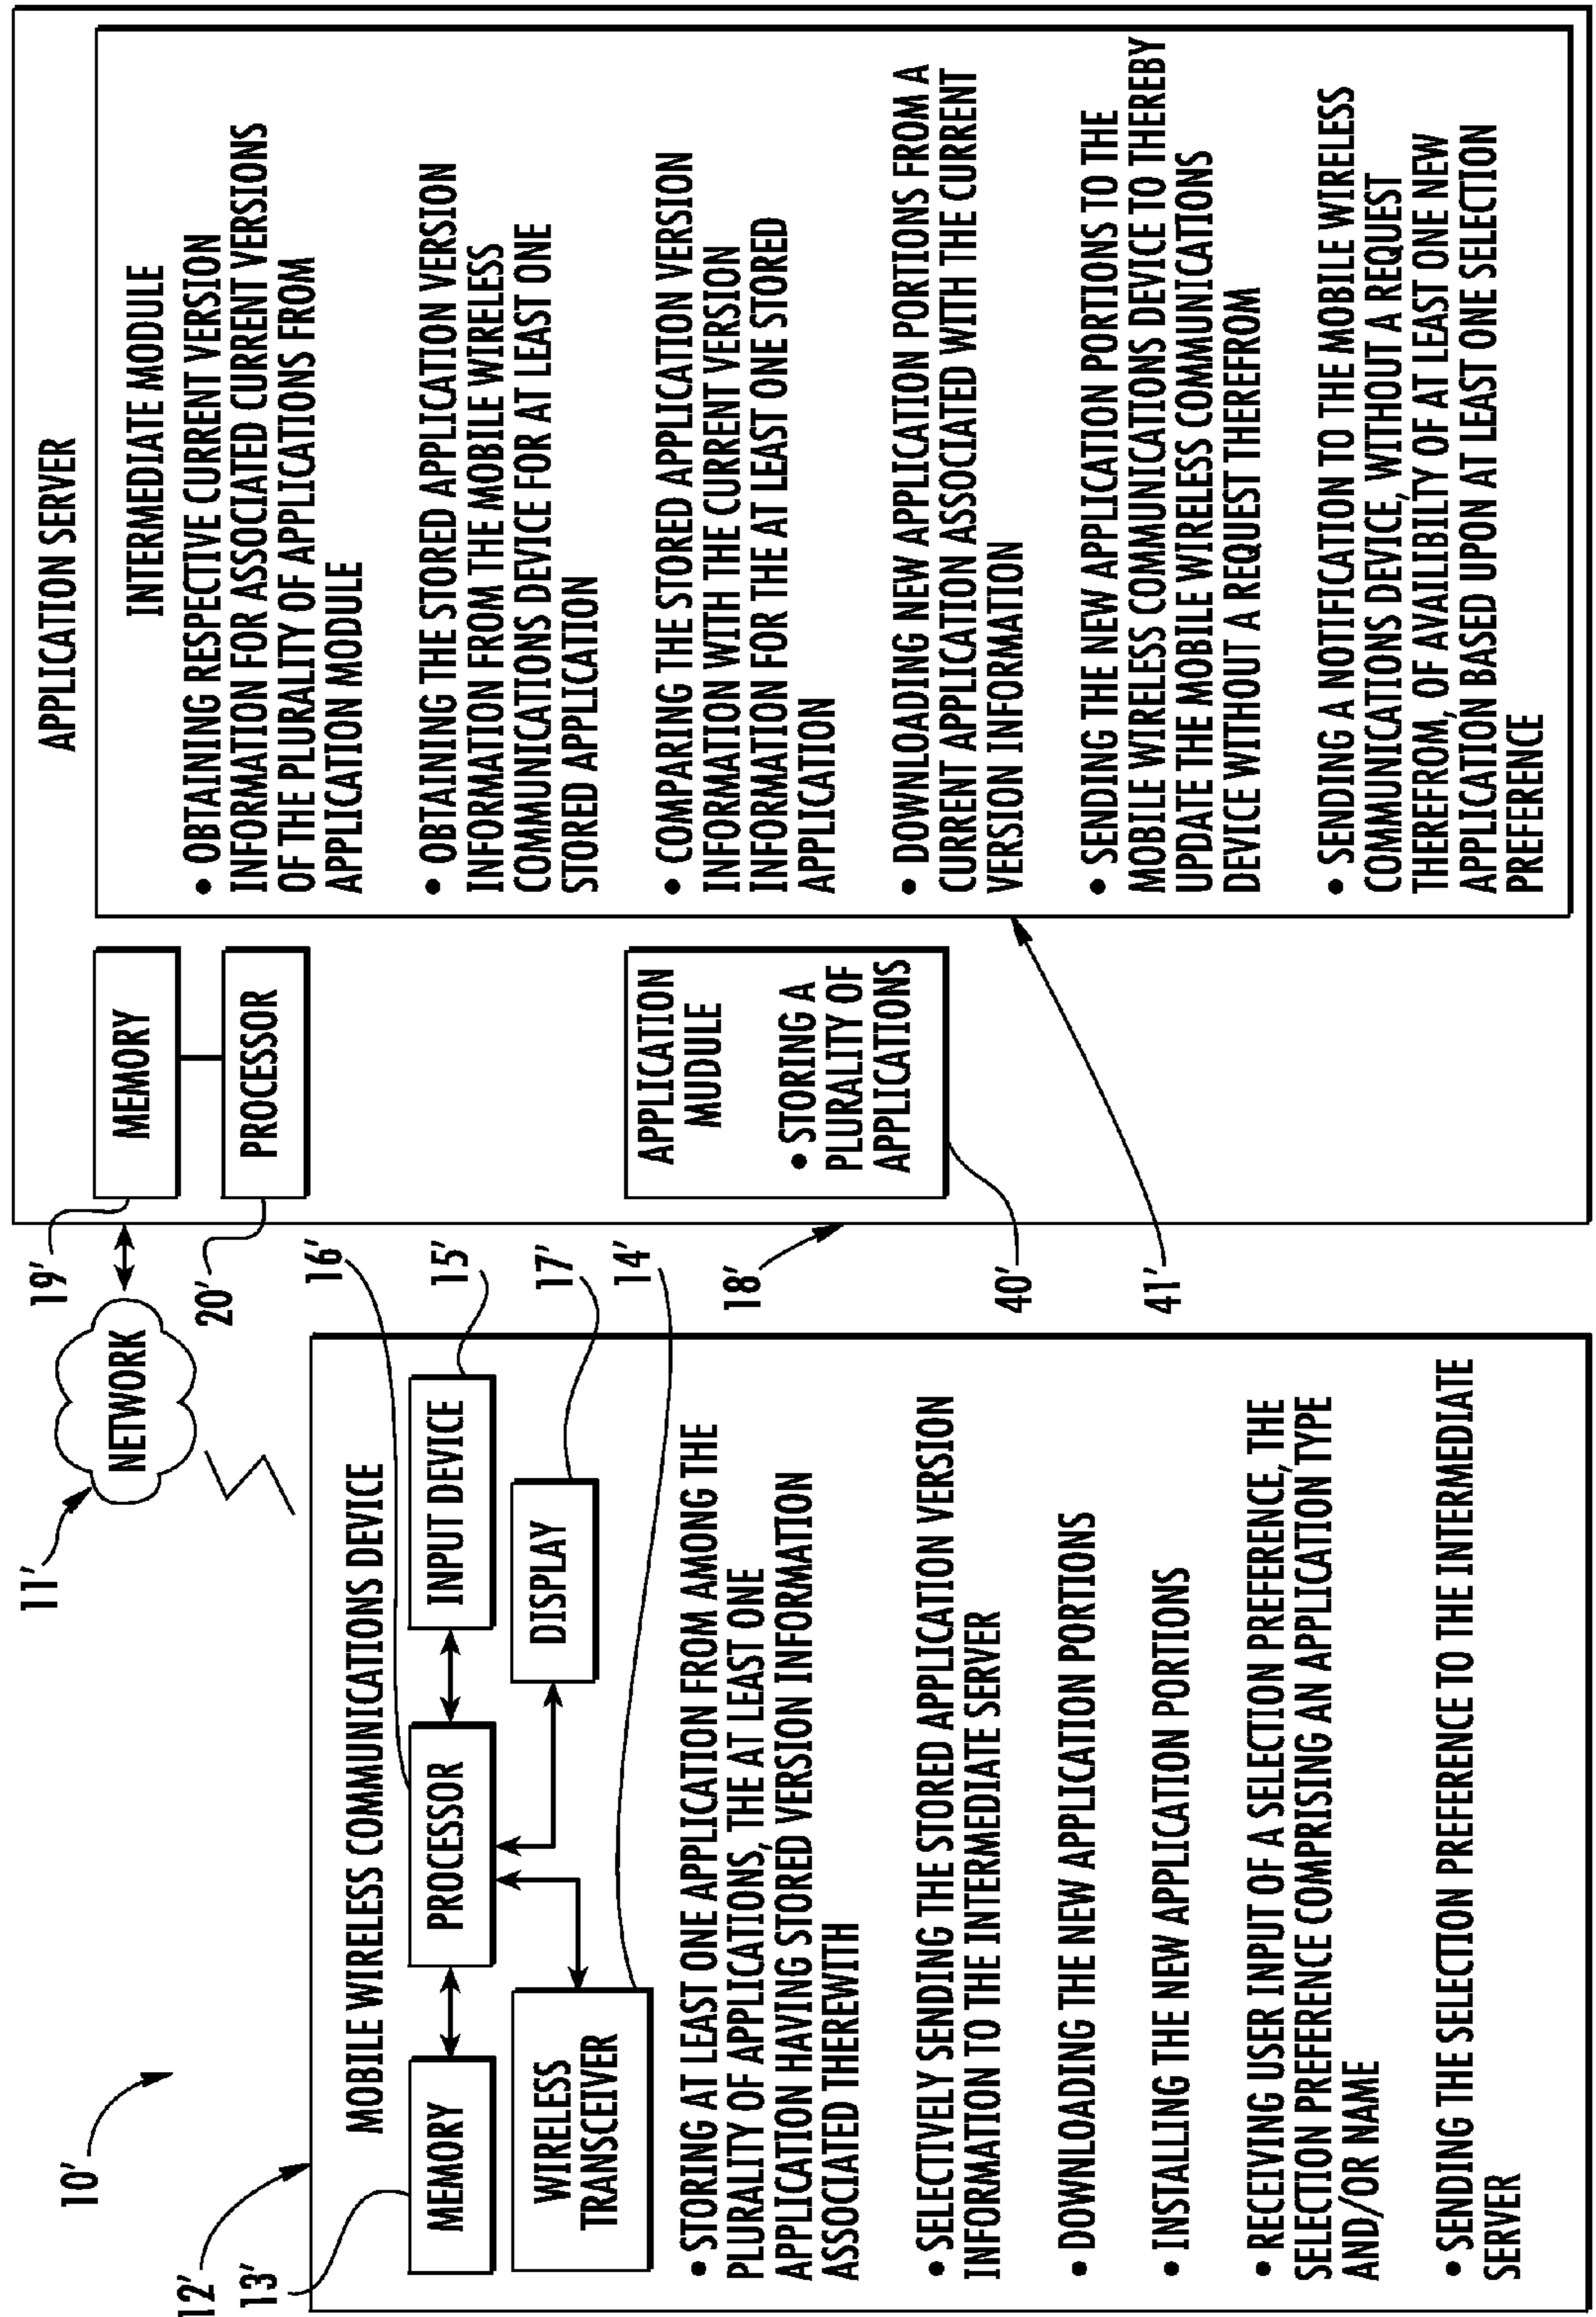 10'
12'
13'
11'
NETWORK
19'
20'
16'
15'
17'
14'
18'
40'
41'
MOBILE WIRELESS COMMUNICATIONS DEVICE
MEMORY
PROCESSOR
INPUT DEVICE
WIRELESS
TRANSCEIVER
DISPLAY
• STORING AT LEAST ONE APPLICATION FROM AMONG THE
PLURALITY OF APPLICATIONS, THE AT LEAST ONE
APPLICATION HAVING STORED VERSION INFORMATION
ASSOCIATED THEREWITH
• SELECTIVELY SENDING THE STORED APPLICATION VERSION
INFORMATION TO THE INTERMEDIATE SERVER
• DOWNLOADING THE NEW APPLICATION PORTIONS
• INSTALLING THE NEW APPLICATION PORTIONS
• RECEIVING USER INPUT OF A SELECTION PREFERENCE, THE
SELECTION PREFERENCE COMPRISING AN APPLICATION TYPE
AND/OR NAME
• SENDING THE SELECTION PREFERENCE TO THE INTERMEDIATE
SERVER
APPLICATION SERVER
MEMORY
PROCESSOR
APPLICATION
MUDULE
• STORING A
PLURALITY OF
APPLICATIONS
INTERMEDIATE MODULE
• OBTAINING RESPECTIVE CURRENT VERSION
INFORMATION FOR ASSOCIATED CURRENT VERSIONS
OF THE PLURALITY OF APPLICATIONS FROM
APPLICATION MODULE
• OBTAINING THE STORED APPLICATION VERSION
INFORMATION FROM THE MOBILE WIRELESS
COMMUNICATIONS DEVICE FOR AT LEAST ONE
STORED APPLICATION
• COMPARING THE STORED APPLICATION VERSION
INFORMATION WITH THE CURRENT VERSION
INFORMATION FOR THE AT LEAST ONE STORED
APPLICATION
• DOWNLOADING NEW APPLICATION PORTIONS FROM A
CURRENT APPLICATION ASSOCIATED WITH THE CURRENT
VERSION INFORMATION
• SENDING THE NEW APPLICATION PORTIONS TO THE
MOBILE WIRELESS COMMUNICATIONS DEVICE TO THEREBY
UPDATE THE MOBILE WIRELESS COMMUNICATIONS
DEVICE WITHOUT A REQUEST THEREFROM
• SENDING A NOTIFICATION TO THE MOBILE WIRELESS
COMMUNICATIONS DEVICE, WITHOUT A REQUEST
THEREFROM, OF AVAILIBILITY OF AT LEAST ONE NEW
APPLICATION BASED UPON AT LEAST ONE SELECTION
PREFERENCE